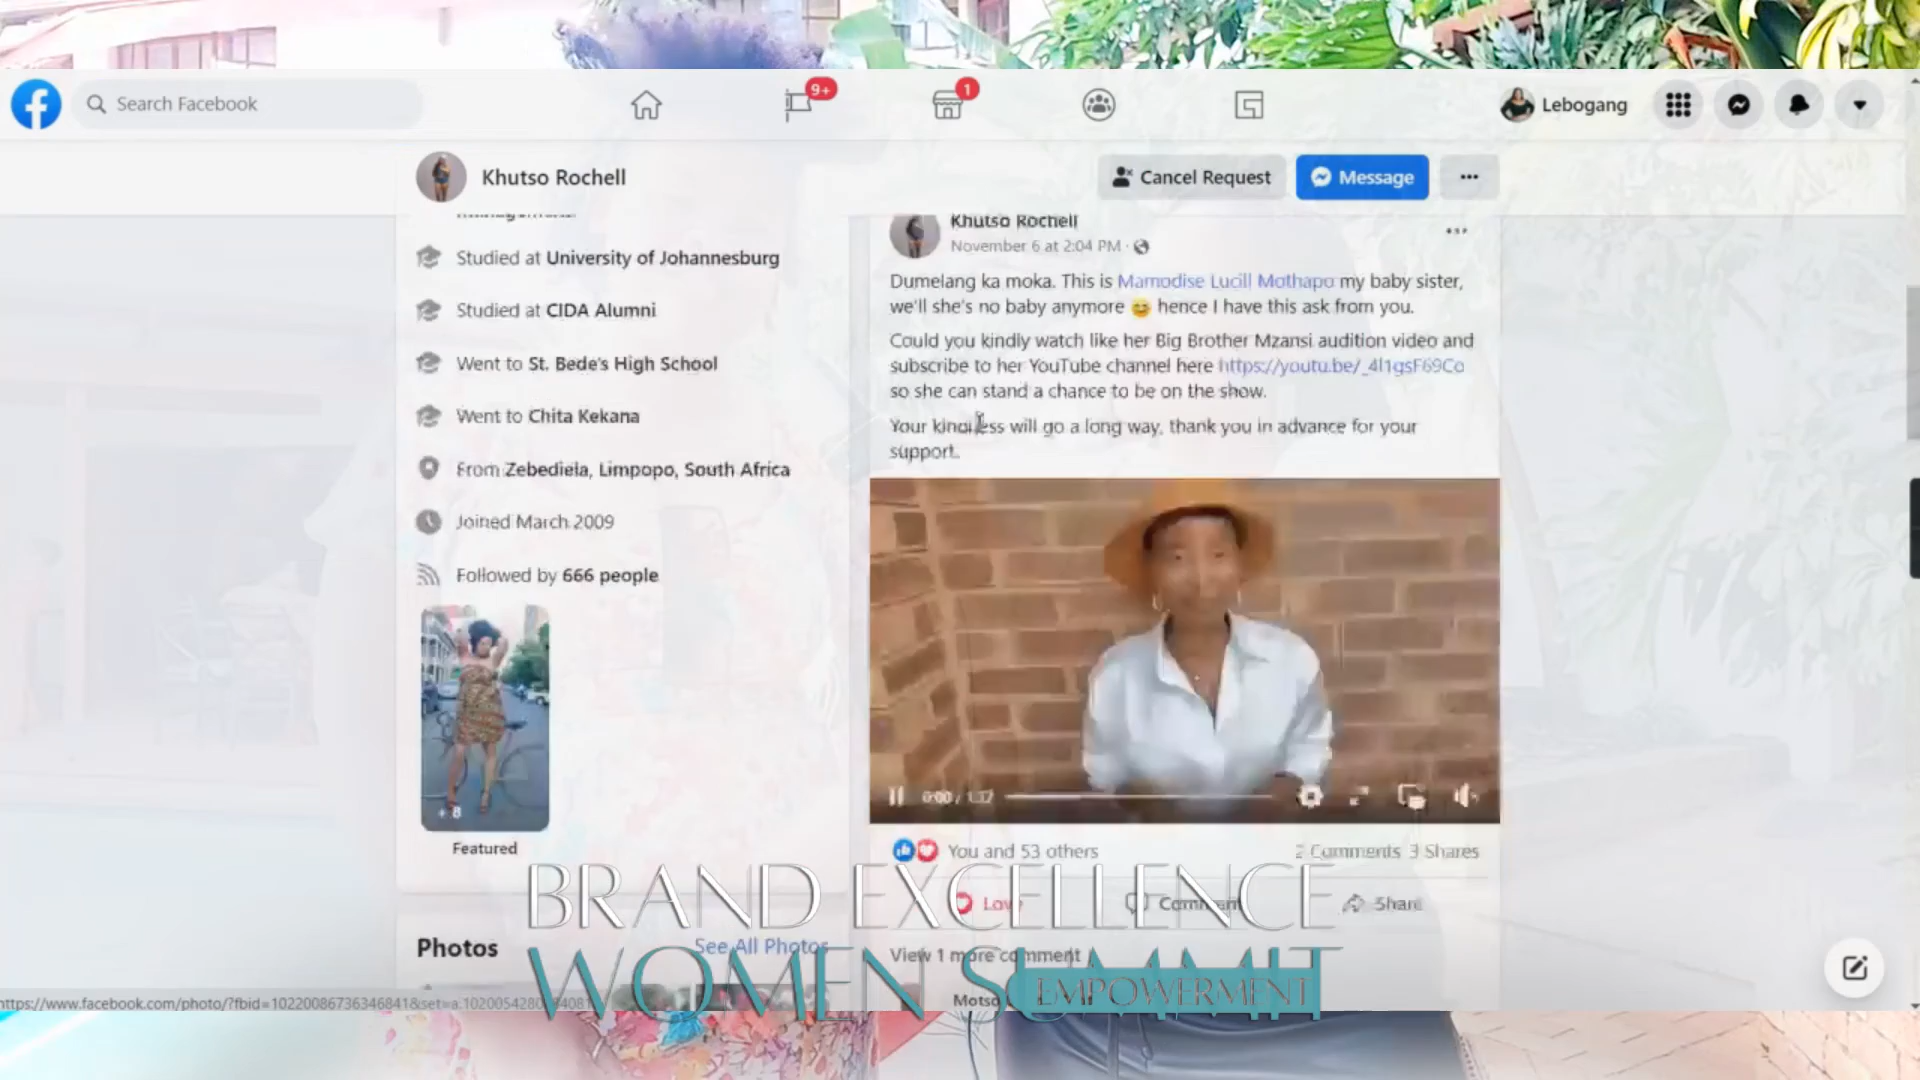 Search Facebook
9+
1
Lebogang
Khutso Rochell
Cancel Request
Message
Studied at University of Johannesburg
Studied at CIDA Alumni
Went to St. Bede's High School
Went to Chita Kekana
From Zebediela, Limpopo, South Africa
Joined March 2009
Followed by 666 people
+ 8
Featured
Photos
See All Photos
Khutso Rochell
November 6 at 2:04 PM ·
Dumelang ka moka. This is Mamodise Lucill Mothapo my baby sister,
we'll she's no baby anymore 😊 hence I have this ask from you.
Could you kindly watch like her Big Brother Mzansi audition video and
subscribe to her YouTube channel here https://youtu.be/_4l1gsF69Co
so she can stand a chance to be on the show.
Your kindness will go a long way, thank you in advance for your
support.
0:00 / 1:37
You and 53 others
2 Comments 3 Shares
Love
Comment
Share
View 1 more comment
BRAND EXCELLENCE
WOMEN SUMMIT
EMPOWERMENT